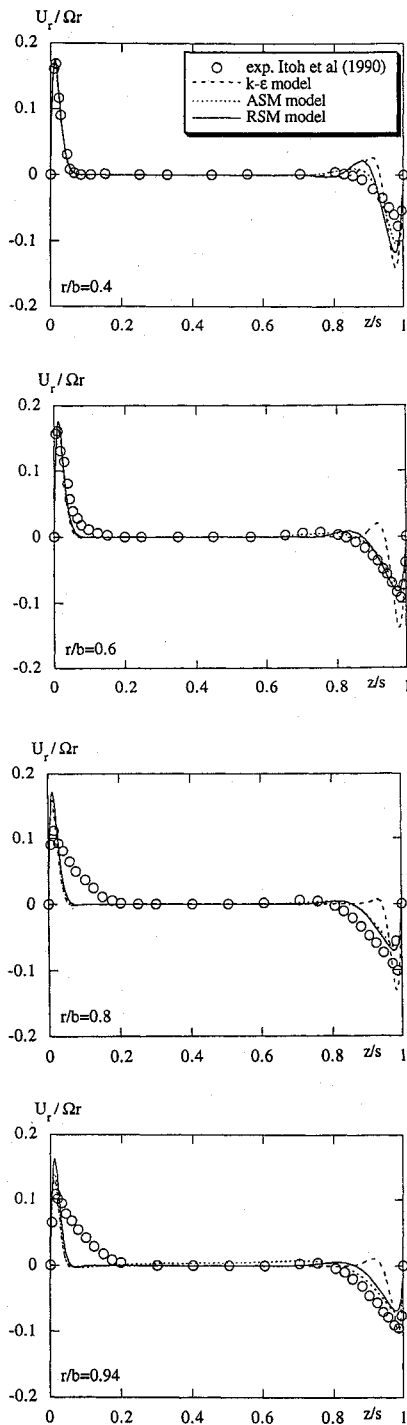 U_r / Ωr
0.2
0.1
0
-0.1
-0.2
exp. Itoh et al (1990)
k-ε model
ASM model
RSM model
r/b=0.4
0 0.2 0.4 0.6 0.8 z/s 1
U_r / Ωr
0.2
0.1
0
-0.1
-0.2
r/b=0.6
0 0.2 0.4 0.6 0.8 z/s 1
U_r / Ωr
0.2
0.1
0
-0.1
-0.2
r/b=0.8
0 0.2 0.4 0.6 0.8 z/s 1
U_r / Ωr
0.2
0.1
0
-0.1
-0.2
r/b=0.94
0 0.2 0.4 0.6 0.8 z/s 1